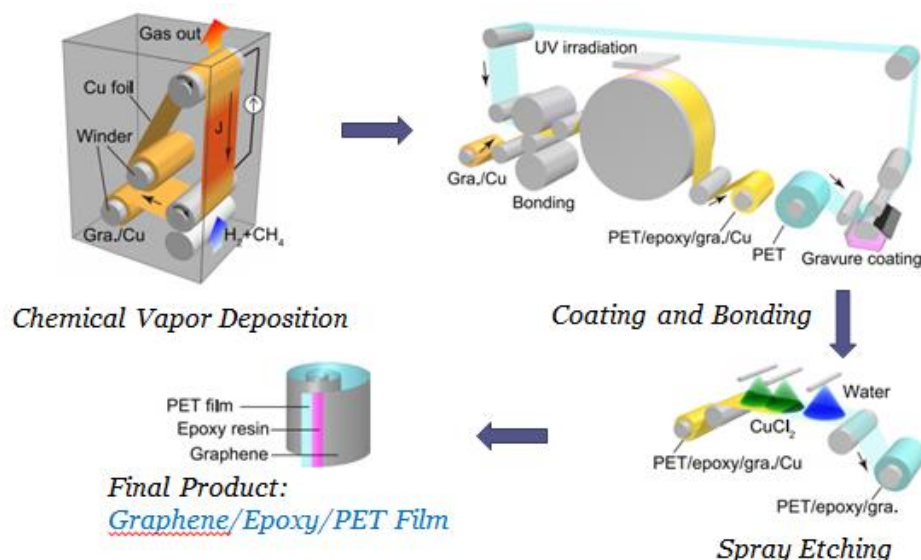 Gas out
Cu foil
J
Winder
Gra./Cu
H₂+CH₄
Chemical Vapor Deposition
UV irradiation
Gra./Cu
Bonding
PET/epoxy/gra./Cu
PET
Gravure coating
Coating and Bonding
Water
CuCl₂
PET/epoxy/gra./Cu
PET/epoxy/gra.
Spray Etching
PET film
Epoxy resin
Graphene
Final Product:
Graphene/Epoxy/PET Film